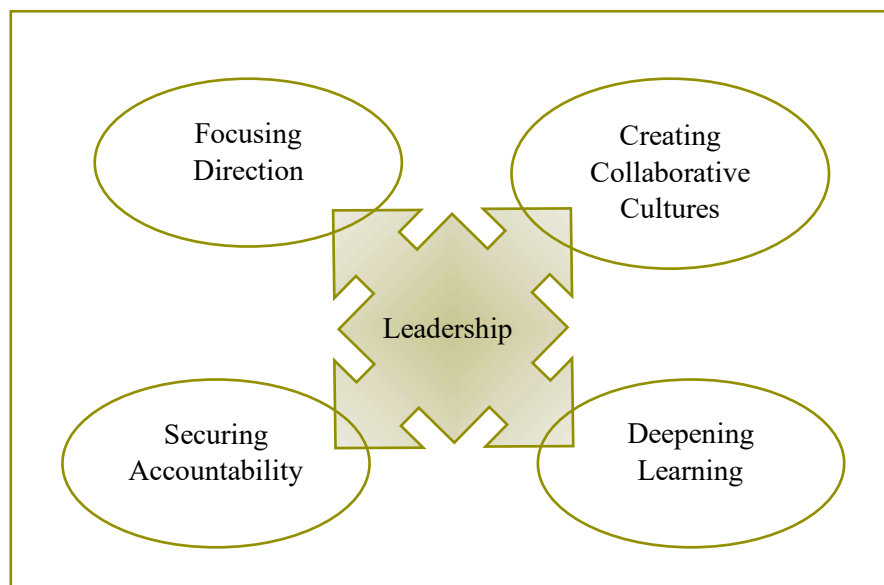 Focusing
Direction
Creating
Collaborative
Cultures
Leadership
Securing
Accountability
Deepening
Learning